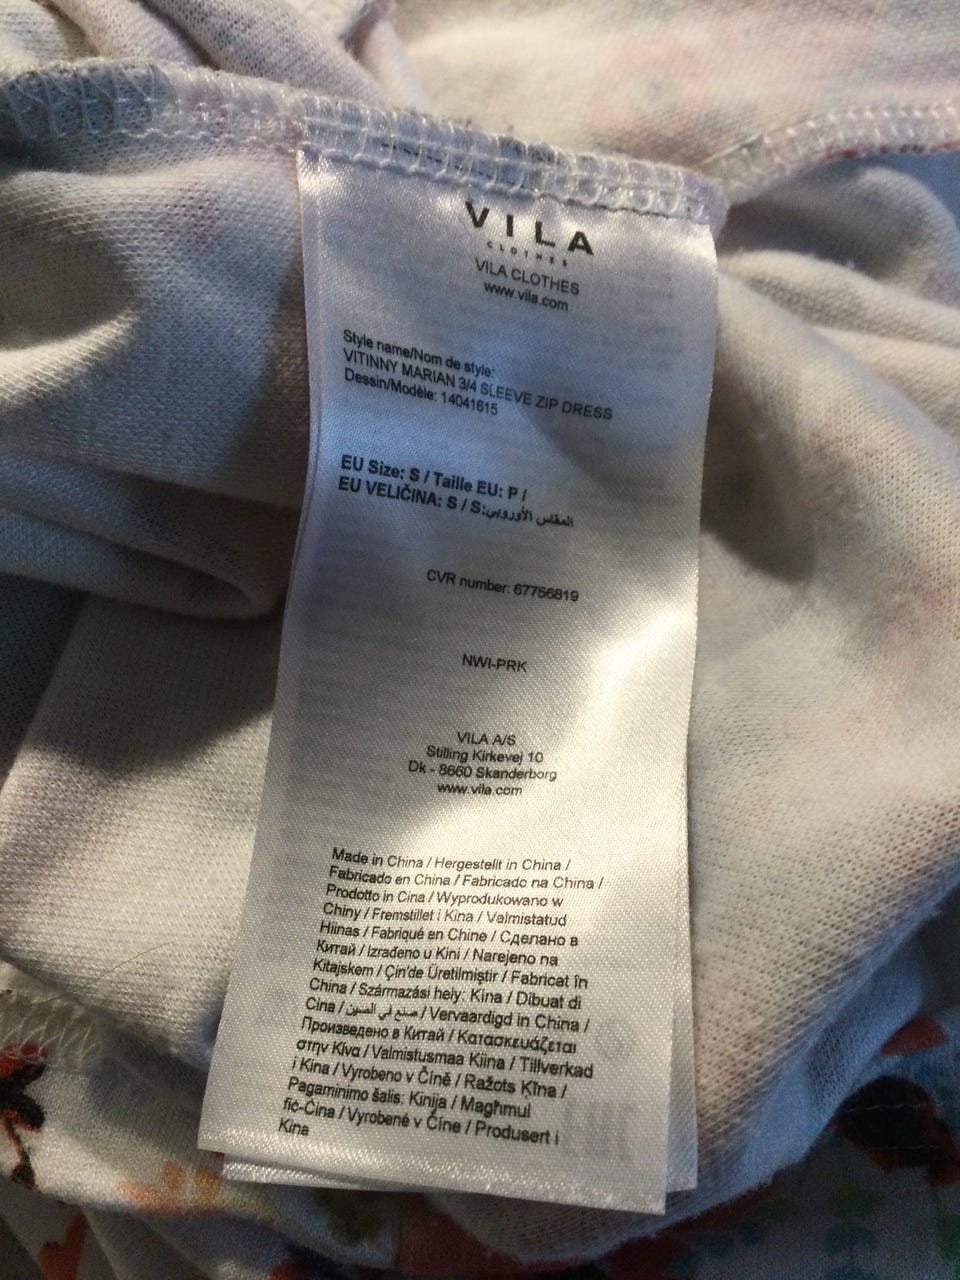 VILA
CLOTHES
VILA CLOTHES
www.vila.com
Style name/Nom de style:
VITINNY MARIAN 3/4 SLEEVE ZIP DRESS
Dessin/Modèle: 14041615
EU Size: S / Taille EU: P /
EU VELIČINA: S / S:المقاس الأوروبي
CVR number: 67756819
NWI-PRK
VILA A/S
Stilling Kirkevej 10
Dk - 8660 Skanderborg
www.vila.com
Made in China / Hergestellt in China /
Fabricado en China / Fabricado na China /
Prodotto in Cina / Wyprodukowano w
Chiny / Fremstillet i Kina / Valmistatud
Hiinas / Fabriqué en Chine / Сделано в
Китай / Izrađeno u Kini / Narejeno na
Kitajskem / Çin'de Üretilmiştir / Fabricat în
China / Származási hely: Kína / Dibuat di
Cina / صنع في الصين / Vervaardigd in China /
Произведено в Китай / Κατασκευάζεται
στην Κίνα / Valmistusmaa Kiina / Tillverkad
i Kina / Vyrobeno v Číně / Ražots Ķīna /
Pagaminimo šalis: Kinija / Magħmul
fiċ-Ċina / Vyrobené v Číne / Produsert i
Kina